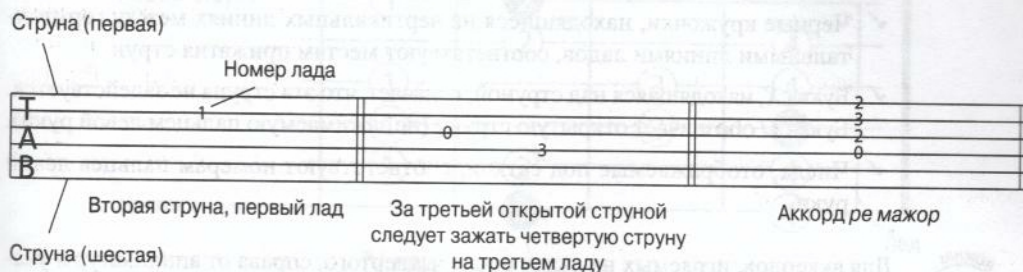 Струна (первая)
Номер лада
T
A
B
1
0
3
2
3
2
0
Вторая струна, первый лад
За третьей открытой струной
следует зажать четвертую струну
на третьем ладу
Аккорд ре мажор
Струна (шестая)